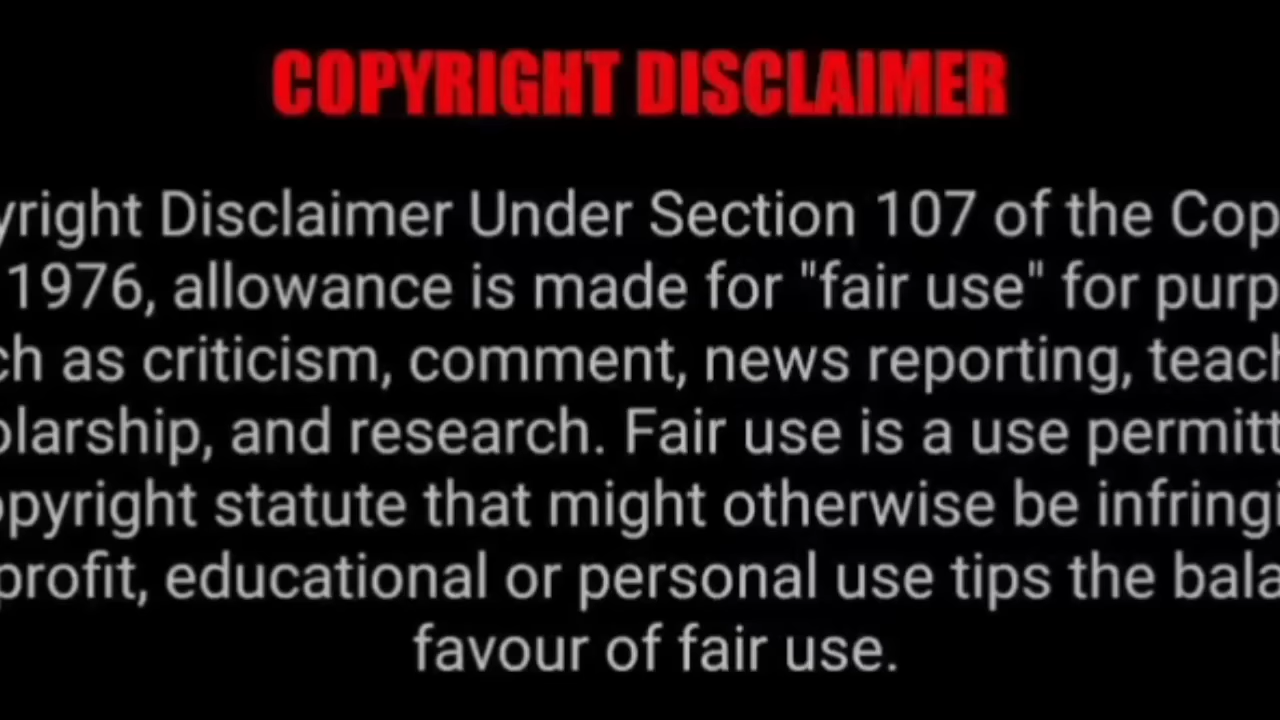 COPYRIGHT DISCLAIMER
yright Disclaimer Under Section 107 of the Cop
1976, allowance is made for "fair use" for purp
ch as criticism, comment, news reporting, teach
olarship, and research. Fair use is a use permitt
opyright statute that might otherwise be infringi
profit, educational or personal use tips the bala
favour of fair use.